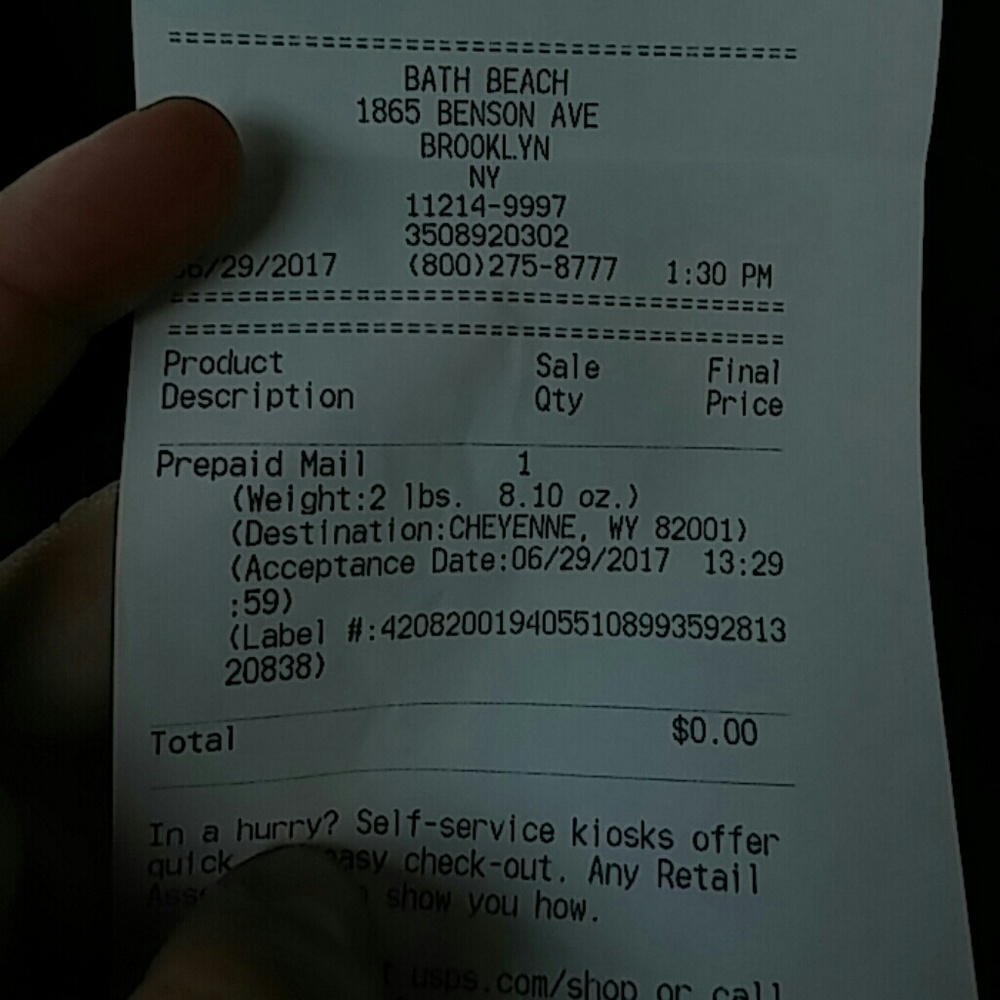 ====================================
BATH BEACH
1865 BENSON AVE
BROOKLYN
NY
11214-9997
3508920302
06/29/2017 (800)275-8777 1:30 PM
====================================
====================================
Product Sale Final
Description Qty Price
Prepaid Mail 1
(Weight:2 lbs. 8.10 oz.)
(Destination:CHEYENNE, WY 82001)
(Acceptance Date:06/29/2017 13:29
:59)
(Label #:4208200194055108993592813
20838)
Total $0.00
In a hurry? Self-service kiosks offer
quick easy check-out. Any Retail
show you how.
usps.com/shop or call